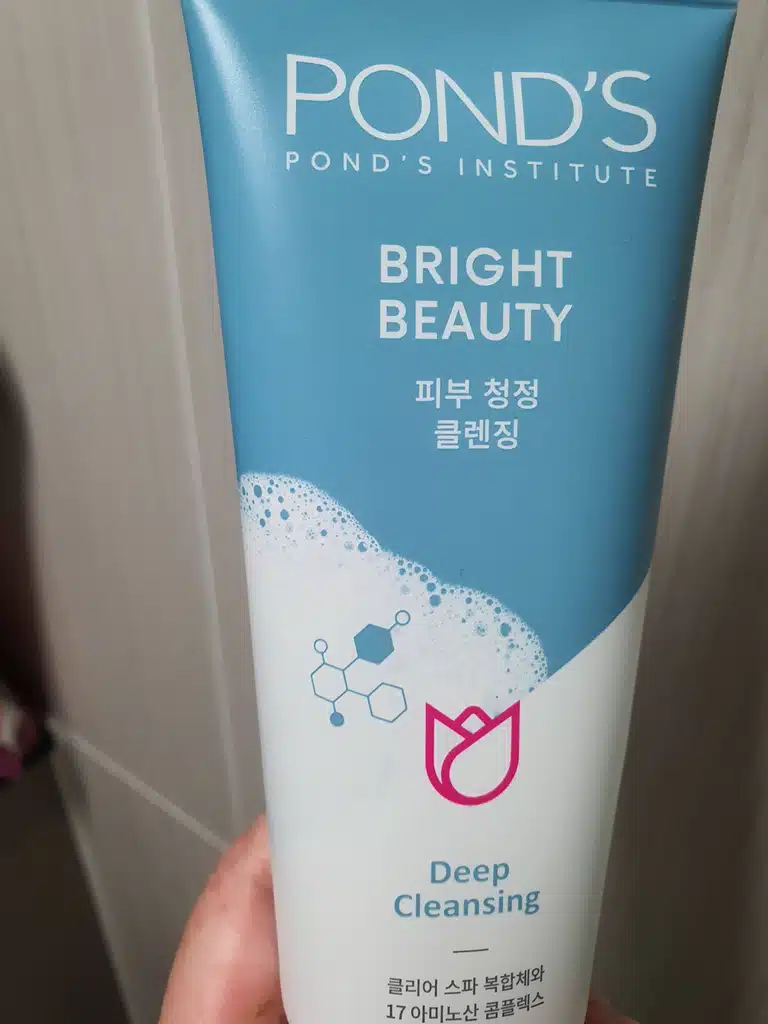 POND'S
POND'S INSTITUTE
BRIGHT
BEAUTY
피부 청정
클렌징
Deep
Cleansing
클리어 스파 복합체와
17 아미노산 콤플렉스